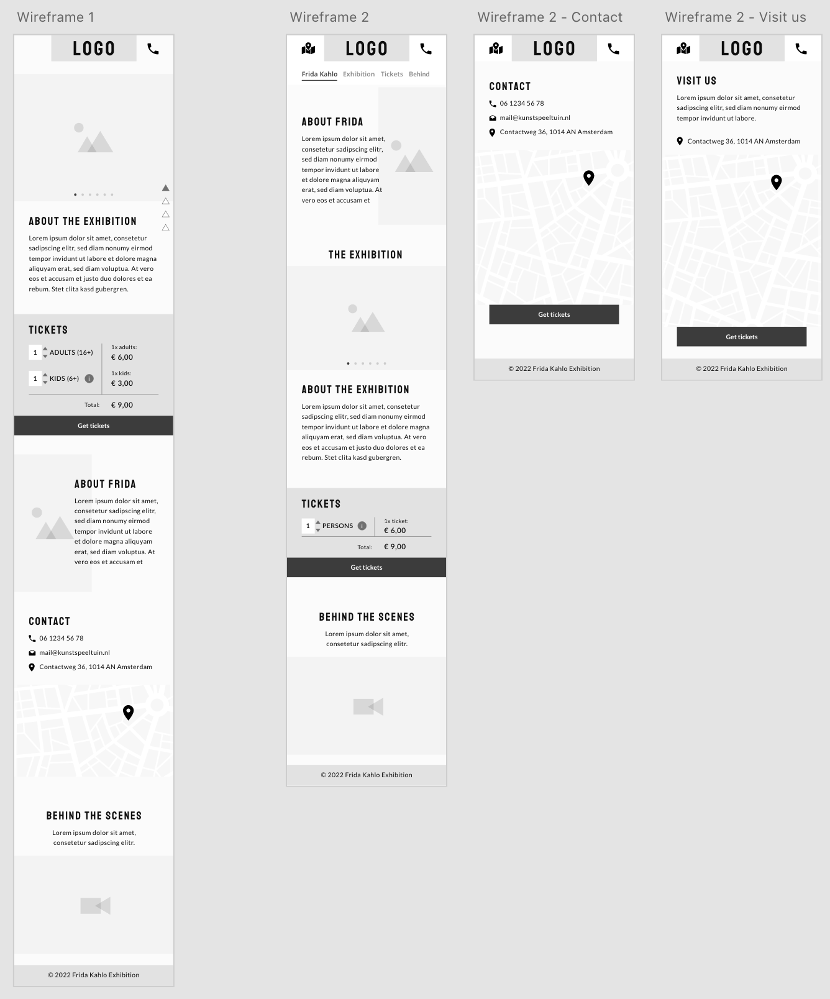 Wireframe 1
LOGO
ABOUT THE EXHIBITION
Lorem ipsum dolor sit amet, consetetur
sadipscing elitr, sed diam nonumy eirmod
tempor invidunt ut labore et dolore magna
aliquyam erat, sed diam voluptua. At vero
eos et accusam et justo duo dolores et ea
rebum. Stet clita kasd gubergren.
TICKETS
1 ADULTS (16+)
1x adults:
€ 6,00
1 KIDS (6+) i
1x kids:
€ 3,00
Total: € 9,00
Get tickets
ABOUT FRIDA
Lorem ipsum dolor sit amet,
consetetur sadipscing elitr,
sed diam nonumy eirmod
tempor invidunt ut labore
et dolore magna aliquyam
erat, sed diam voluptua. At
vero eos et accusam et
CONTACT
06 1234 56 78
mail@kunstspeeltuin.nl
Contactweg 36, 1014 AN Amsterdam
BEHIND THE SCENES
Lorem ipsum dolor sit amet,
consetetur sadipscing elitr.
© 2022 Frida Kahlo Exhibition
Wireframe 2
LOGO
Frida Kahlo Exhibition Tickets Behind
ABOUT FRIDA
Lorem ipsum dolor sit amet,
consetetur sadipscing elitr,
sed diam nonumy eirmod
tempor invidunt ut labore
et dolore magna aliquyam
erat, sed diam voluptua. At
vero eos et accusam et
THE EXHIBITION
ABOUT THE EXHIBITION
Lorem ipsum dolor sit amet, consetetur
sadipscing elitr, sed diam nonumy eirmod
tempor invidunt ut labore et dolore magna
aliquyam erat, sed diam voluptua. At vero
eos et accusam et justo duo dolores et ea
rebum. Stet clita kasd gubergren.
TICKETS
1 PERSONS i
1x ticket:
€ 6,00
Total: € 9,00
Get tickets
BEHIND THE SCENES
Lorem ipsum dolor sit amet,
consetetur sadipscing elitr.
© 2022 Frida Kahlo Exhibition
Wireframe 2 - Contact
LOGO
CONTACT
06 1234 56 78
mail@kunstspeeltuin.nl
Contactweg 36, 1014 AN Amsterdam
Get tickets
© 2022 Frida Kahlo Exhibition
Wireframe 2 - Visit us
LOGO
VISIT US
Lorem ipsum dolor sit amet, consetetur
sadipscing elitr, sed diam nonumy eirmod
tempor invidunt ut labore.
Contactweg 36, 1014 AN Amsterdam
Get tickets
© 2022 Frida Kahlo Exhibition